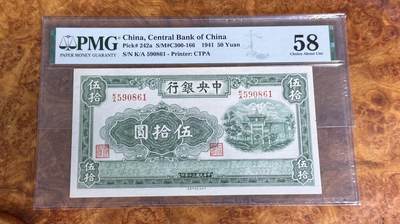 PMG
PAPER MONEY GUARANTY
China, Central Bank of China
Pick# 242a S/M#C300-166 1941 50 Yuan
S/N K/A 590861 - Printer: CTPA
58
Choice About Unc
伍拾
行銀央中
伍拾
590861
590861
圓拾伍
伍拾
伍拾